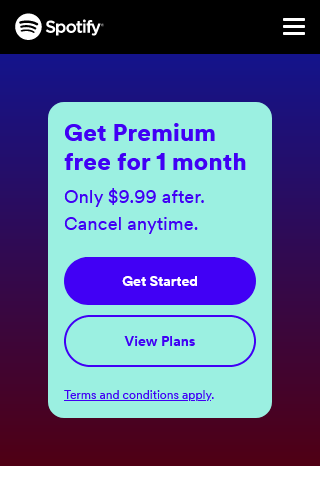 Spotify®
Get Premium
free for 1 month
Only $9.99 after.
Cancel anytime.
Get Started
View Plans
Terms and conditions apply.